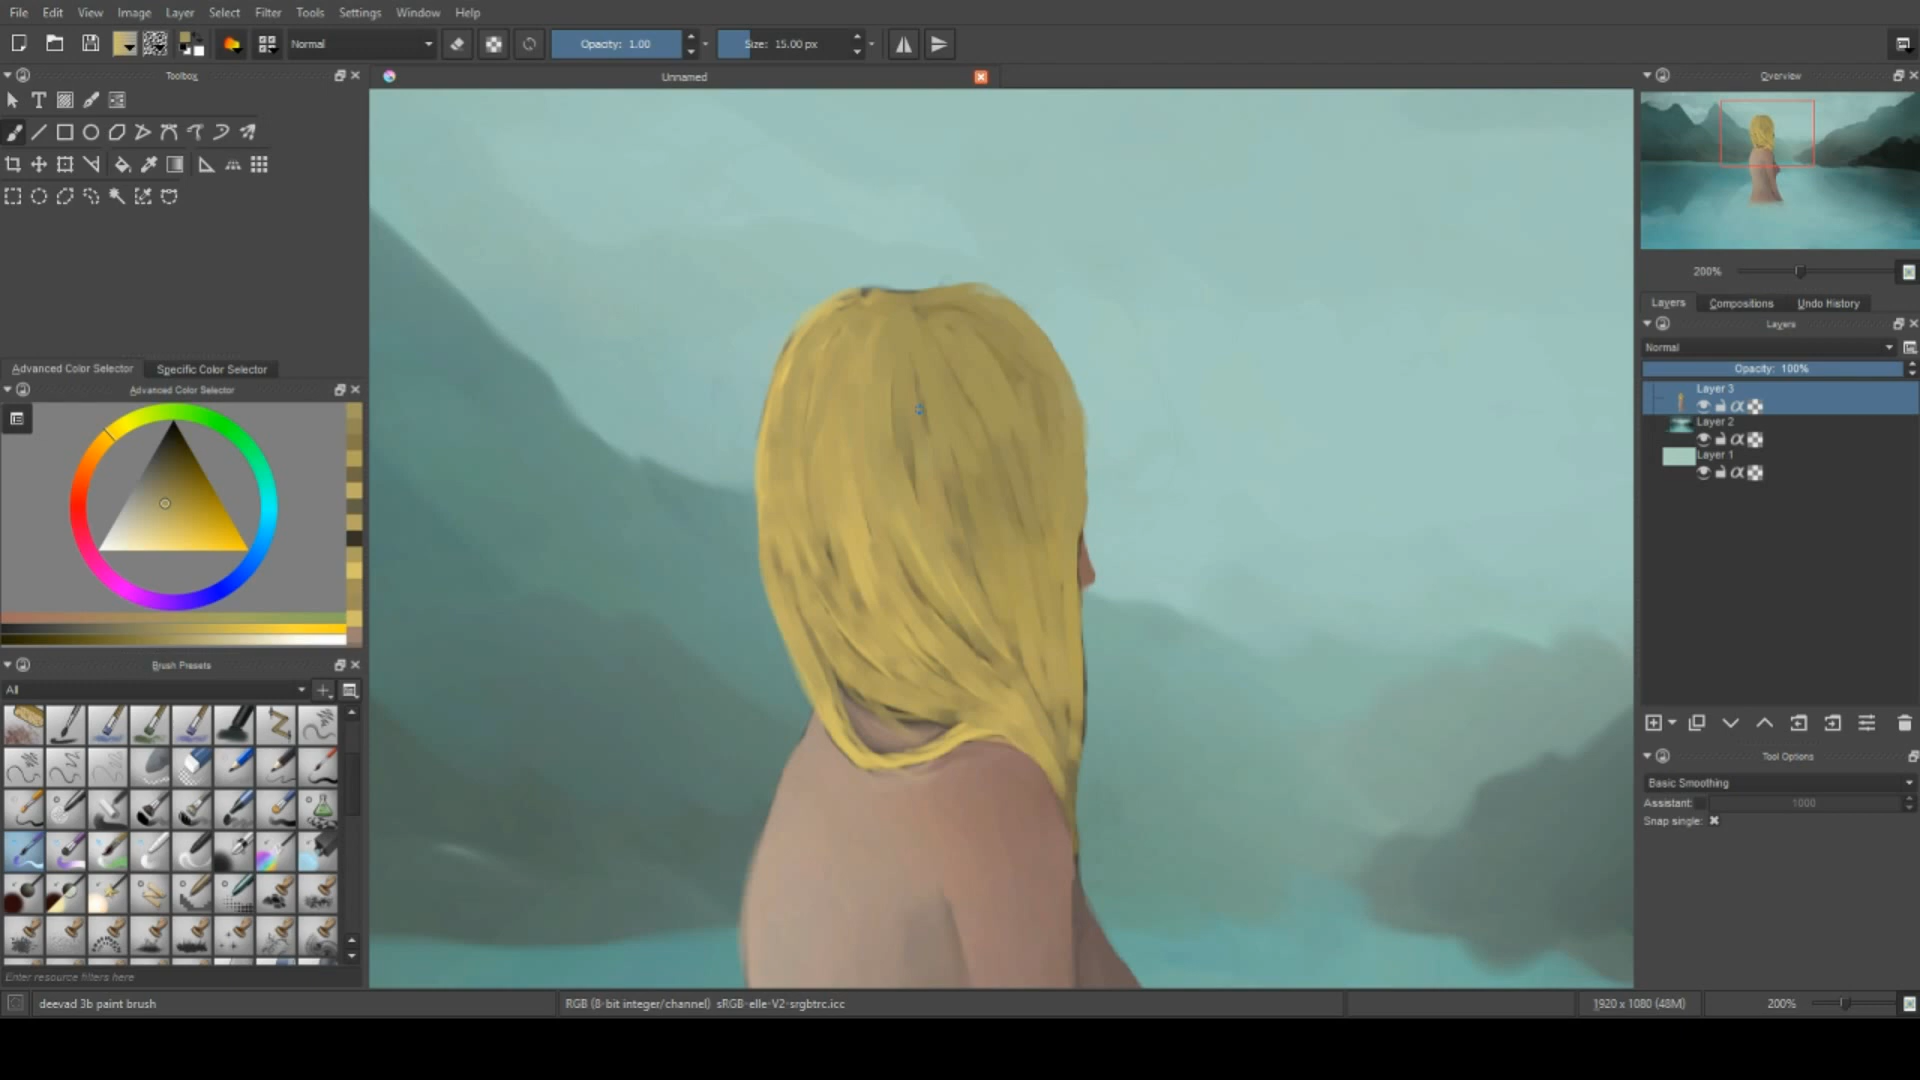 File Edit View Image Layer Select Filter Tools Settings Window Help
Normal Opacity: 1.00 Size: 15.00 px
Toolbox
Unnamed
Overview
200%
Layers Compositions Undo History
Layers
Normal
Opacity: 100%
Layer 3
Layer 2
Layer 1
Advanced Color Selector Specific Color Selector
Advanced Color Selector
Brush Presets
All
Enter resource filters here
Tool Options
Basic Smoothing
Assistant: 1000
Snap single:
deevad 3b paint brush
RGB (8-bit integer/channel) sRGB-elle-V2-srgbtrc.icc
1920 x 1080 (48M)
200%